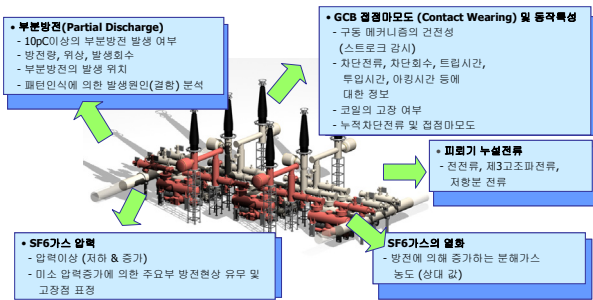 • 부분방전(Partial Discharge)
- 10pC이상의 부분방전 발생 여부
- 방전량, 위상, 발생회수
- 부분방전의 발생 위치
- 패턴인식에 의한 발생원인(결함) 분석
• GCB 접점마모도 (Contact Wearing) 및 동작특성
- 구동 메커니즘의 건전성
(스트로크 감시)
- 차단전류, 차단회수, 트립시간,
투입시간, 아킹시간 등에
대한 정보
- 코일의 고장 여부
- 누적차단전류 및 접점마모도
• 피뢰기 누설전류
- 전전류, 제3고조파전류,
저항분 전류
• SF6가스 압력
- 압력이상 (저하 & 증가)
- 미소 압력증가에 의한 주요부 방전현상 유무 및
고장점 표정
SF6가스의 열화
- 방전에 의해 증가하는 분해가스
농도 (상대 값)